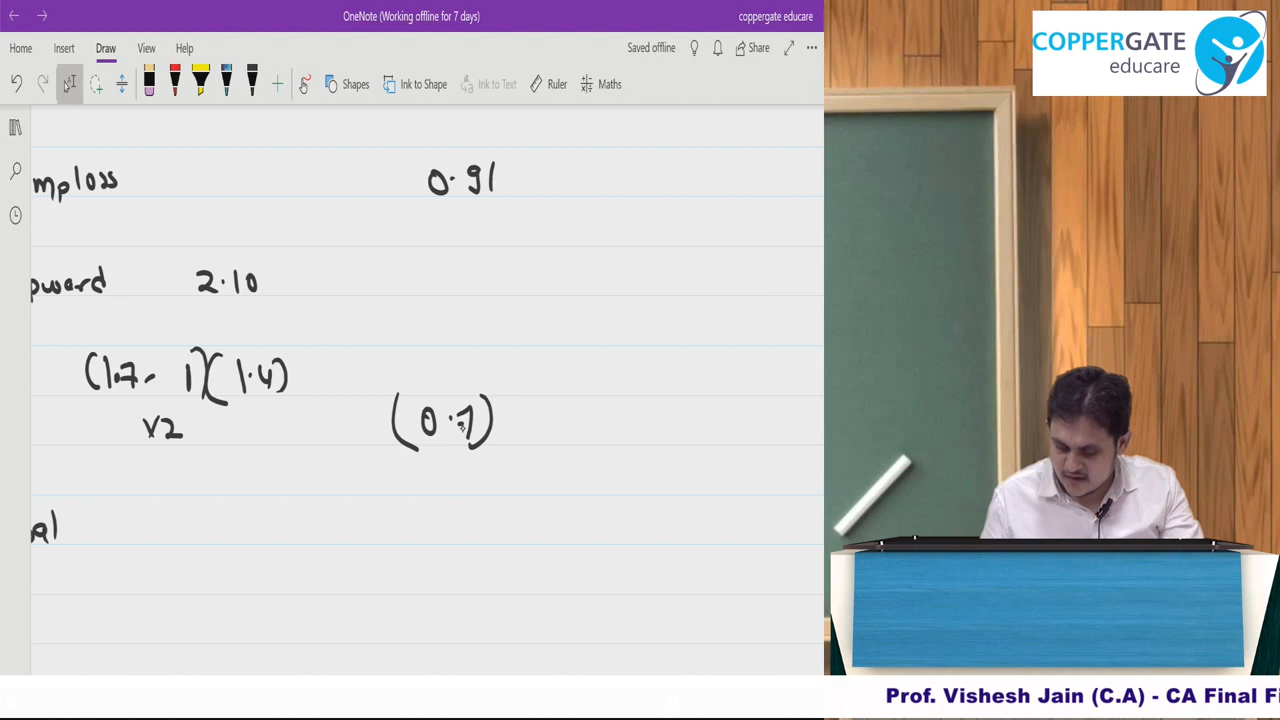 OneNote (Working offline for 7 days)
coppergate educare
Home Insert Draw View Help
Saved offline
Share
Shapes
Ink to Shape
Ink to Text
Ruler
Maths
COPPERGATE
educare
mploss 0.91
pward 2.10
(1.7 - 1)(1.4)
x2
(0.7)
al
Prof. Vishesh Jain (C.A) - CA Final Fi